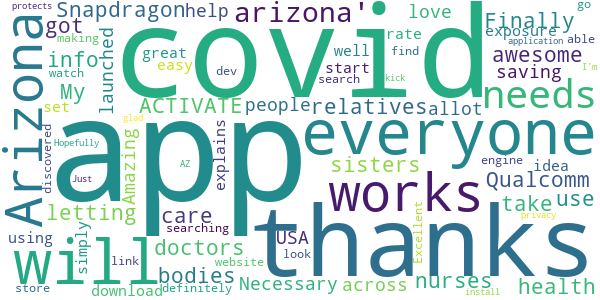 protects
Snapdragon help arizona' love go
got rate Finally exposure able
making great well find awesome application
info launched covid saving I'm
watch easy dev start search kick
My ACTIVATE people relatives allot needs
set
Arizona app everyone
discovered Hopefully glad Amazing explains
Just AZ sisters engine idea
works Qualcomm
letting og care take use
using simply searching USA Excellent privacy
will link doctors thanks look nurses
bodies website Necessary across health
store download definitely install